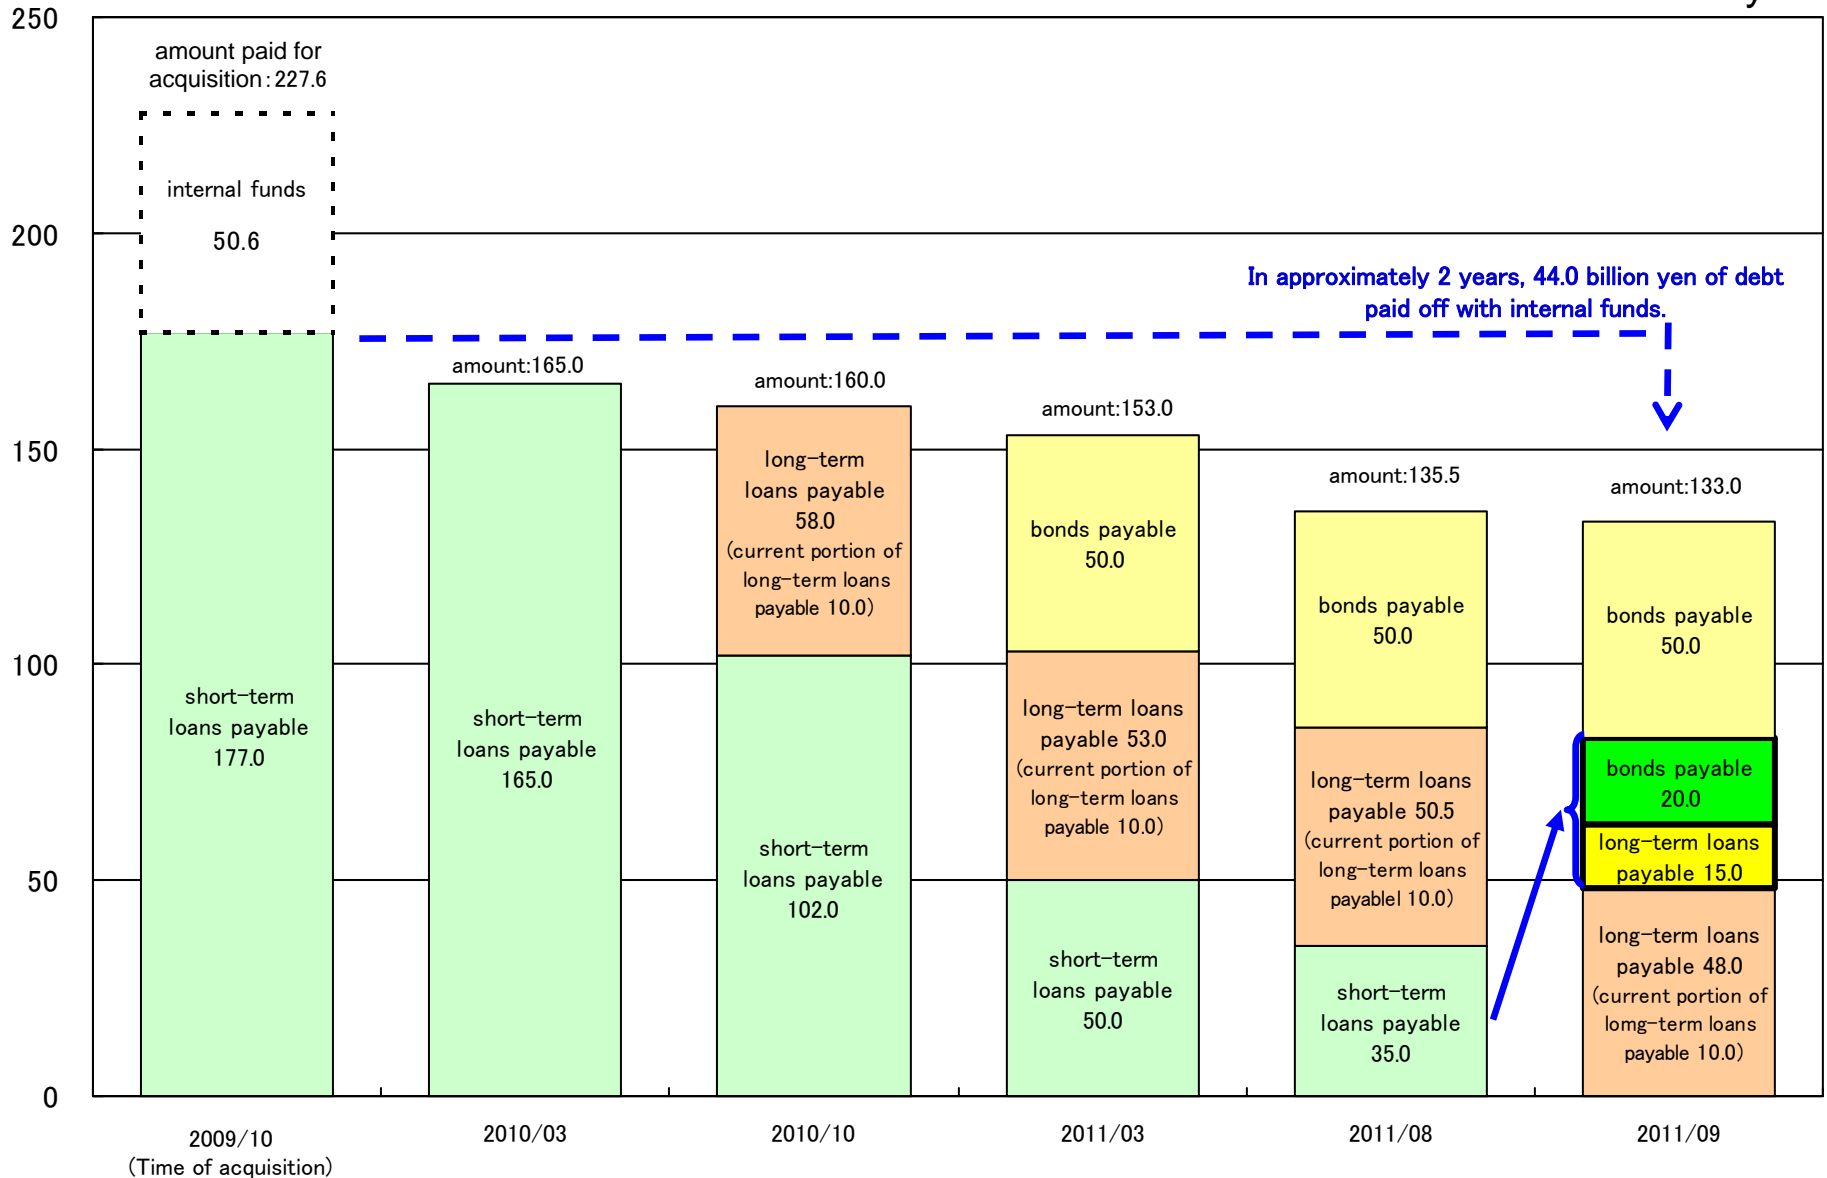 250
200
150
100
50
0
amount paid for
acquisition：227.6
internal funds
50.6
short-term
loans payable
177.0
2009/10
(Time of acquisition)
amount:165.0
short-term
loans payable
165.0
2010/03
amount:160.0
long-term
loans payable
58.0
(current portion of
long-term loans
payable 10.0)
short-term
loans payable
102.0
2010/10
amount:153.0
bonds payable
50.0
long-term loans
payable 53.0
(current portion of
long-term loans
payable 10.0)
short-term
loans payable
50.0
2011/03
In approximately 2 years, 44.0 billion yen of debt
paid off with internal funds.
amount:135.5
bonds payable
50.0
long-term loans
payable 50.5
(current portion of
long-term loans
payablel 10.0)
short-term
loans payable
35.0
2011/08
amount:133.0
bonds payable
50.0
bonds payable
20.0
long-term loans
payable 15.0
long-term loans
payable 48.0
(current portion of
lomg-term loans
payable 10.0)
2011/09